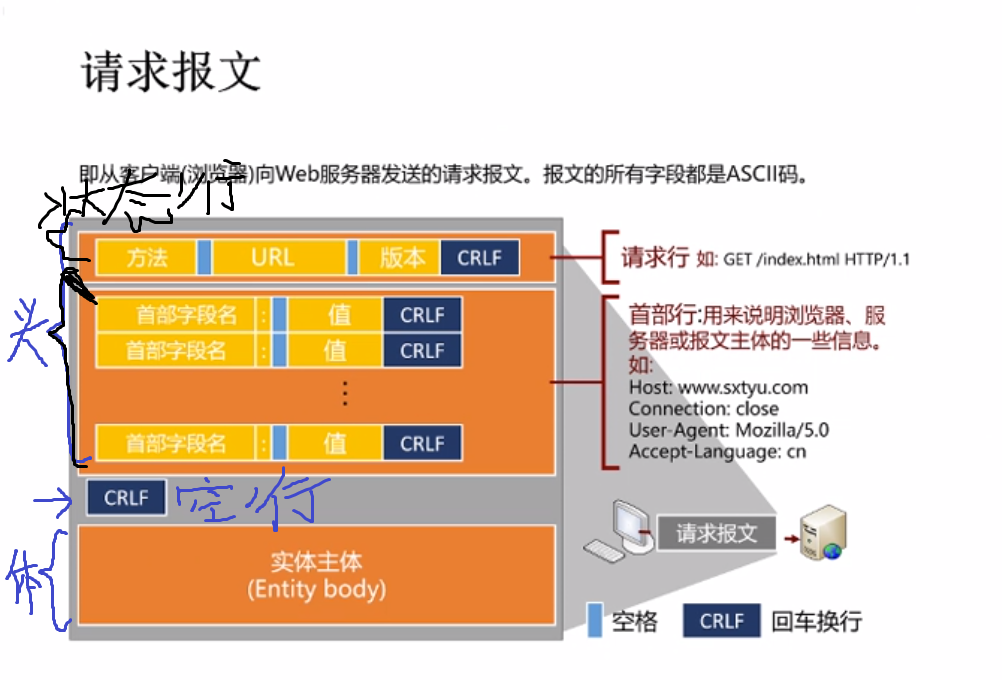 请求报文
即从客户端(浏览器)向Web服务器发送的请求报文。报文的所有字段都是ASCII码。
状态行
方法 URL 版本 CRLF
请求行 如: GET /index.html HTTP/1.1
头
首部字段名 : 值 CRLF
首部字段名 : 值 CRLF
⋮
首部字段名 : 值 CRLF
首部行:用来说明浏览器、服
务器或报文主体的一些信息。
如:
Host: www.sxtyu.com
Connection: close
User-Agent: Mozilla/5.0
Accept-Language: cn
CRLF 空行
体
实体主体
(Entity body)
请求报文
空格 CRLF 回车换行